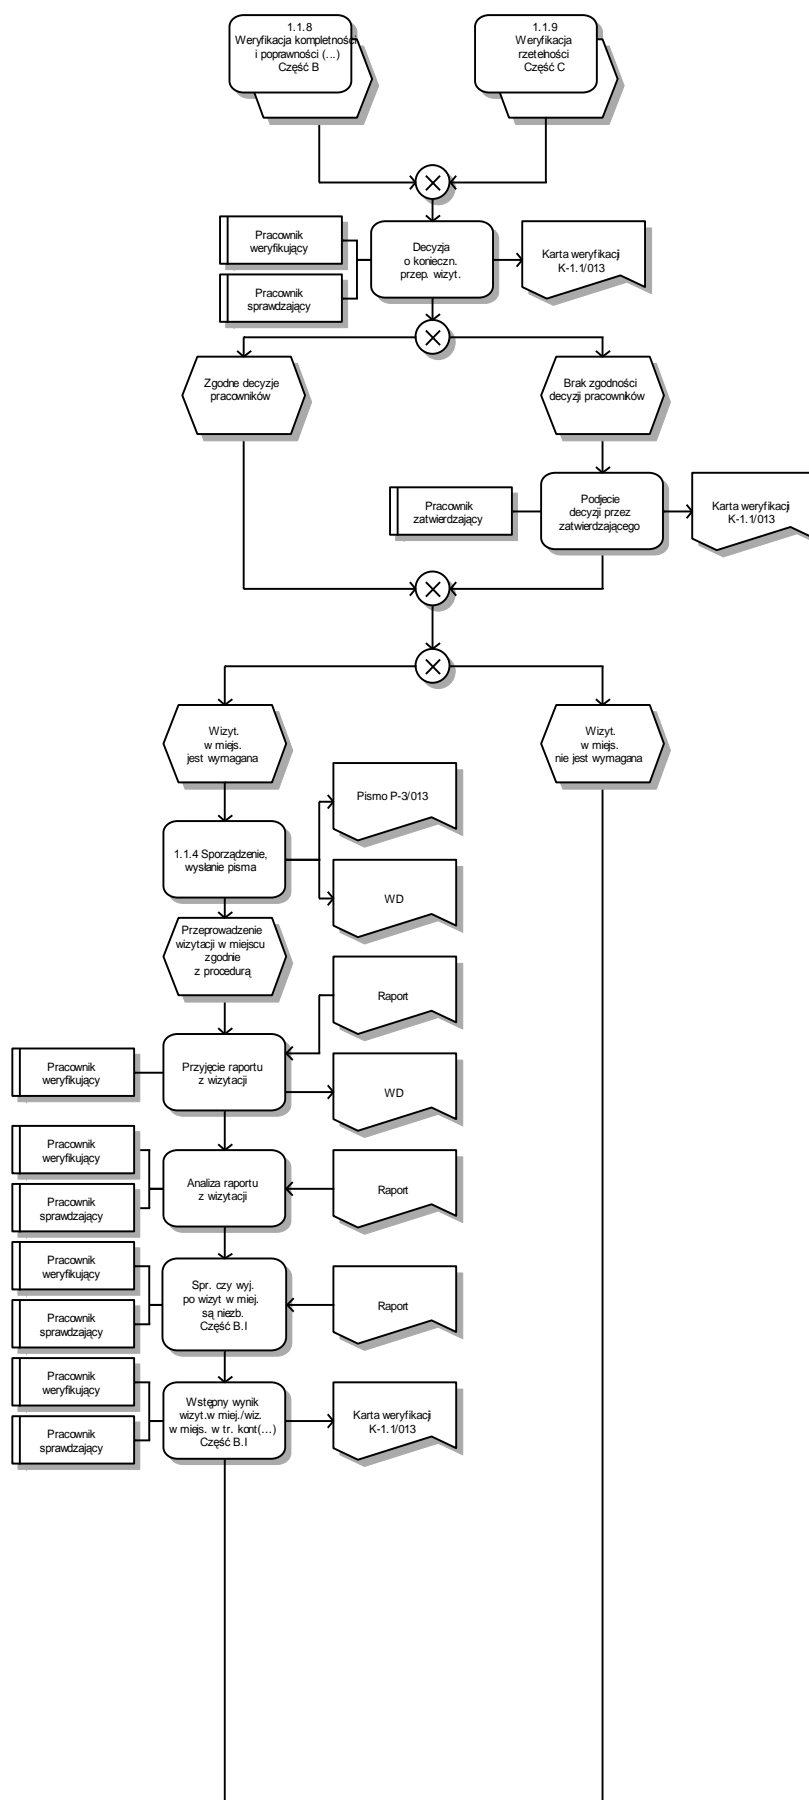 1.1.8
Weryfikacja kompletności
i poprawności (...)
Część B
1.1.9
Weryfikacja
rzetelności
Część C
Pracownik
weryfikujący
Decyzja
o konieczn.
przep. wizyt.
Karta weryfikacji
K-1.1/013
Pracownik
sprawdzający
Zgodne decyzje
pracowników
Brak zgodności
decyzji pracowników
Pracownik
zatwierdzający
Podjecie
decyzji przez
zatwierdzającego
Karta weryfikacji
K-1.1/013
Wizyt.
w miejs.
jest wymagana
Wizyt.
w miejs.
nie jest wymagana
Pismo P-3/013
1.1.4 Sporządzenie,
wysłanie pisma
WD
Przeprowadzenie
wizytacji w miejscu
zgodnie
z procedurą
Raport
Pracownik
weryfikujący
Przyjęcie raportu
z wizytacji
WD
Pracownik
weryfikujący
Analiza raportu
z wizytacji
Raport
Pracownik
sprawdzający
Pracownik
weryfikujący
Spr. czy wyj.
po wizyt w miej.
są niezb.
Część B.I
Raport
Pracownik
sprawdzający
Pracownik
weryfikujący
Wstępny wynik
wizyt.w miej./wiz.
w miejs. w tr. kont(...)
Część B.I
Karta weryfikacji
K-1.1/013
Pracownik
sprawdzający